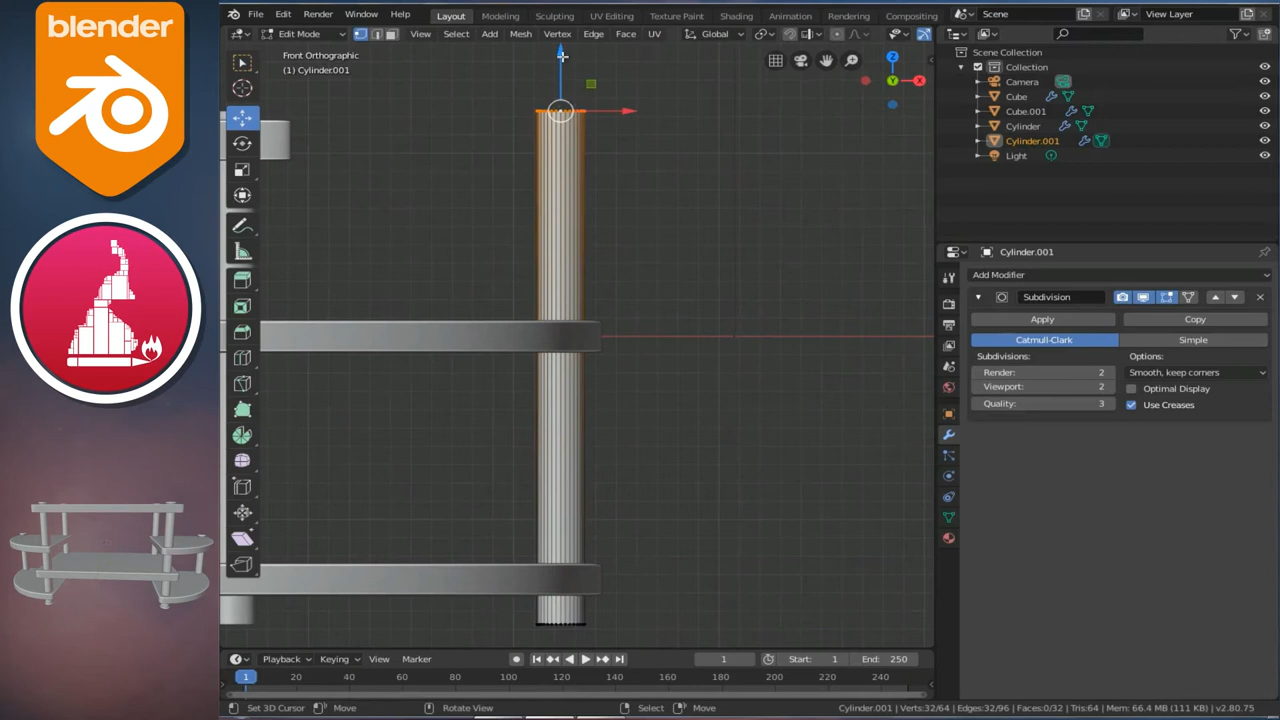 blender
File Edit Render Window Help
Layout Modeling Sculpting UV Editing Texture Paint Shading Animation Rendering Compositing
Scene
View Layer
Edit Mode View Select Add Mesh Vertex Edge Face UV Global
Front Orthographic
(1) Cylinder.001
X
Y
Z
Scene Collection
Collection
Camera
Cube
Cube.001
Cylinder
Cylinder.001
Light
Cylinder.001
Add Modifier
Subdivision
Apply Copy
Catmull-Clark Simple
Subdivisions: Options:
Render: 2 Smooth, keep corners
Viewport: 2 Optimal Display
Quality: 3 Use Creases
Playback Keying View Marker 1 Start: 1 End: 250
1 20 40 60 80 100 120 140 160 180 200 220 240
Set 3D Cursor Move Rotate View Select Move Cylinder.001 | Verts:32/64 | Edges:32/96 | Faces:0/32 | Tris:64 | Mem: 66.4 MB (111 KB) | v2.80.75